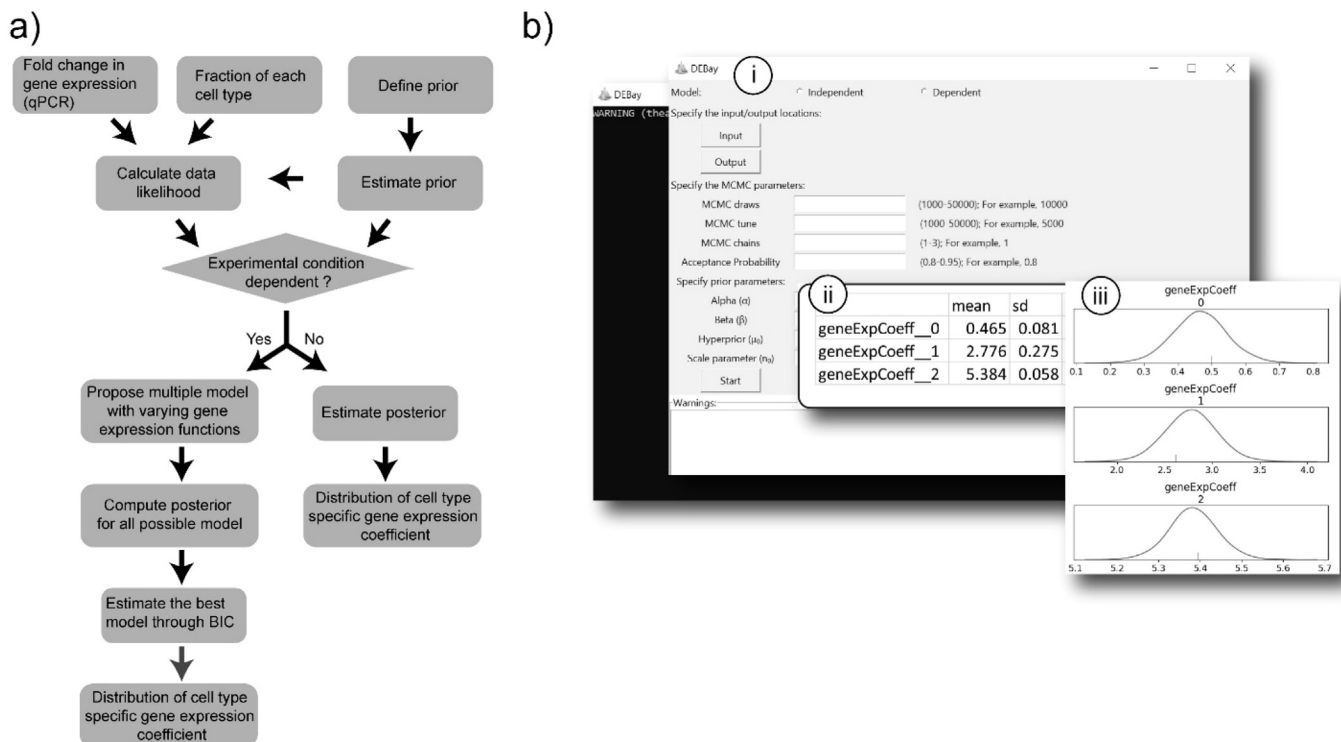 a)
Fold change in
gene expression
(qPCR)
Fraction of each
cell type
Define prior
Calculate data
likelihood
Estimate prior
Experimental condition
dependent ?
Yes
No
Propose multiple model
with varying gene
expression functions
Estimate posterior
Compute posterior
for all possible model
Distribution of cell type
specific gene expression
coefficient
Estimate the best
model through BIC
Distribution of cell type
specific gene expression
coefficient
b)
DEBay
WARNING (thea
DEBay
i
Model:
Independent
Dependent
Specify the input/output locations:
Input
Output
Specify the MCMC parameters:
MCMC draws
(1000-50000); For example, 10000
MCMC tune
(1000-50000); For example, 5000
MCMC chains
(1-3); For example, 1
Acceptance Probability
(0.8-0.95); For example, 0.8
Specify prior parameters:
Alpha (α)
Beta (β)
Hyperprior (μ₀)
Scale parameter (n₀)
Start
Warnings:
ii
mean sd
geneExpCoeff__0 0.465 0.081
geneExpCoeff__1 2.776 0.275
geneExpCoeff__2 5.384 0.058
iii
geneExpCoeff
0
0.1 0.2 0.3 0.4 0.5 0.6 0.7 0.8
geneExpCoeff
1
2.0 2.5 3.0 3.5 4.0
geneExpCoeff
2
5.1 5.2 5.3 5.4 5.5 5.6 5.7